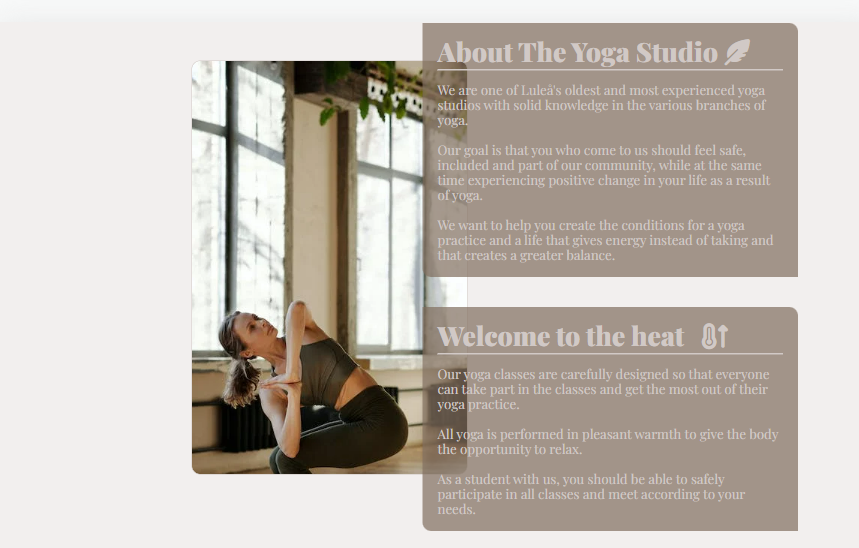 About The Yoga Studio
We are one of Luleå's oldest and most experienced yoga
studios with solid knowledge in the various branches of
yoga.
Our goal is that you who come to us should feel safe,
included and part of our community, while at the same
time experiencing positive change in your life as a result
of yoga.
We want to help you create the conditions for a yoga
practice and a life that gives energy instead of taking and
that creates a greater balance.
Welcome to the heat
Our yoga classes are carefully designed so that everyone
can take part in the classes and get the most out of their
yoga practice.
All yoga is performed in pleasant warmth to give the body
the opportunity to relax.
As a student with us, you should be able to safely
participate in all classes and meet according to your
needs.